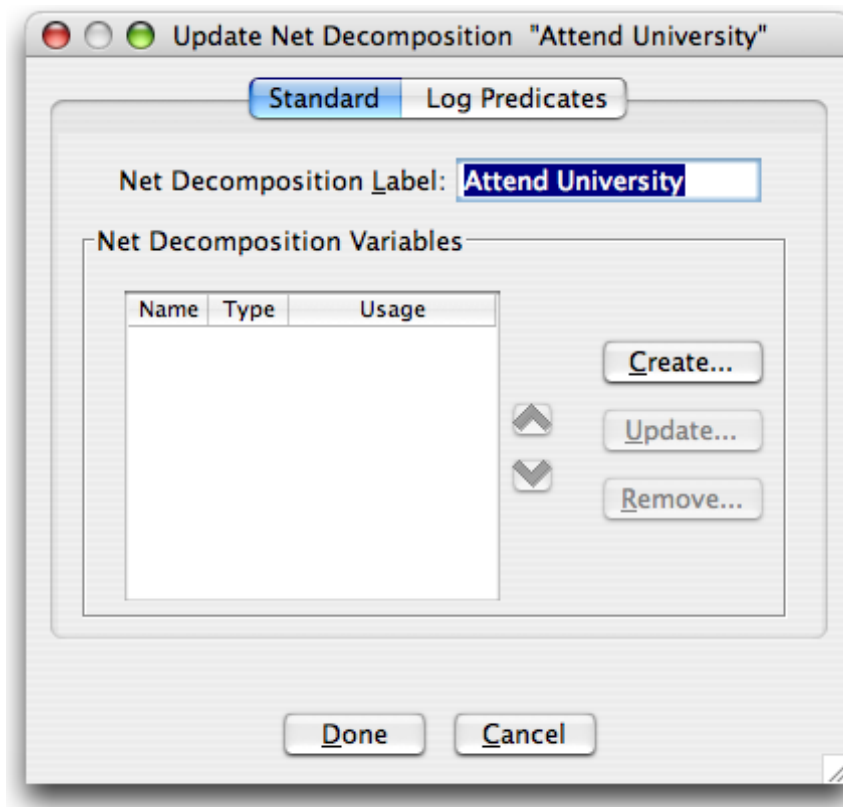 Update Net Decomposition "Attend University"
Standard Log Predicates
Net Decomposition Label: Attend University
Net Decomposition Variables
Name Type Usage
Create...
Update...
Remove...
Done Cancel